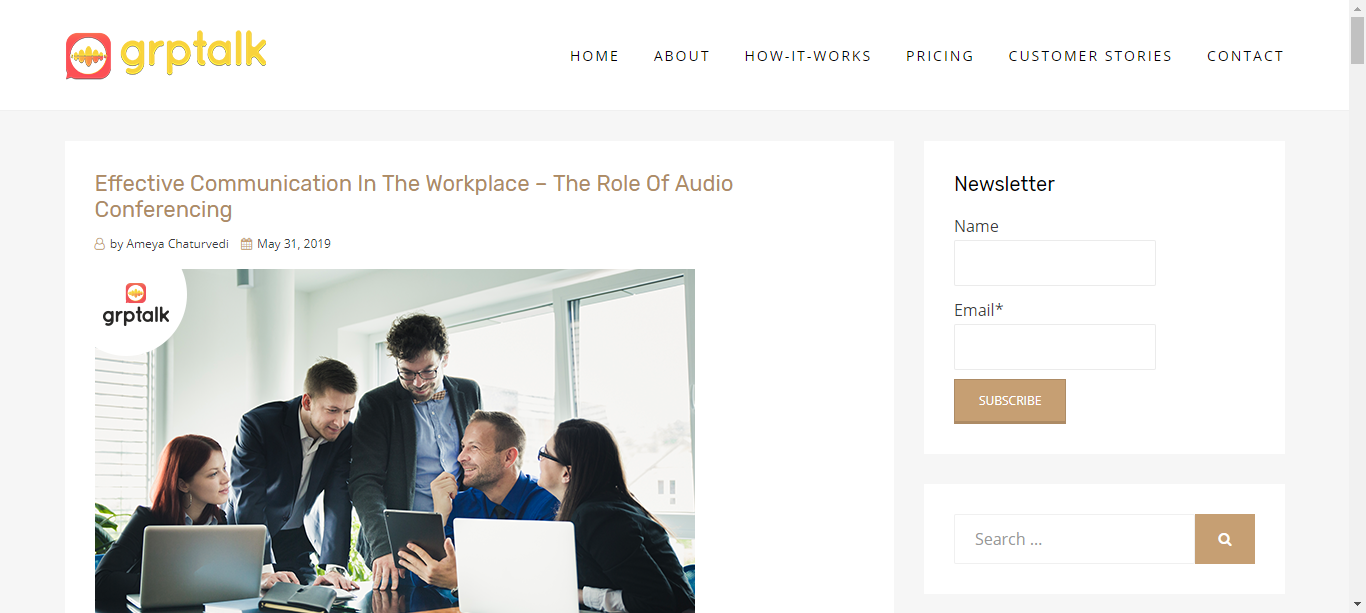 grptalk
HOME ABOUT HOW-IT-WORKS PRICING CUSTOMER STORIES CONTACT
Effective Communication In The Workplace – The Role Of Audio
Conferencing
by Ameya Chaturvedi May 31, 2019
grptalk
Newsletter
Name
Email*
SUBSCRIBE
Search ...